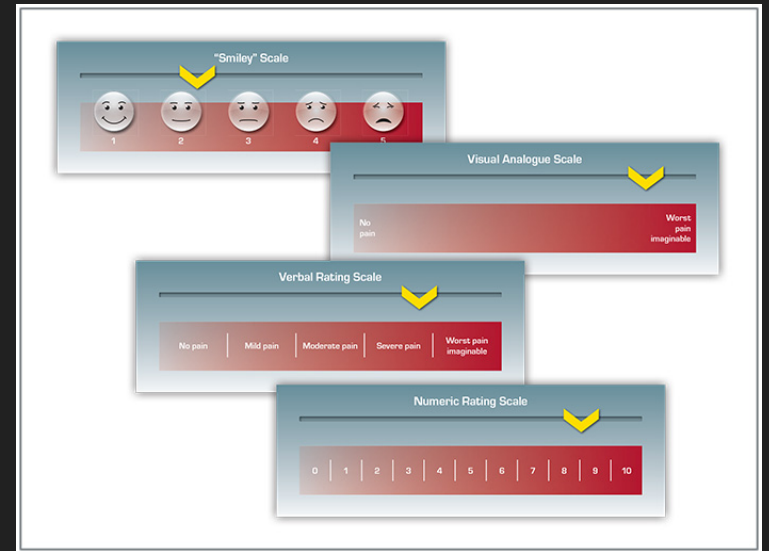 "Smiley" Scale
1 2 3 4 5
Visual Analogue Scale
No
pain
Worst
pain
imaginable
Verbal Rating Scale
No pain Mild pain Moderate pain Severe pain Worst pain
imaginable
Numeric Rating Scale
0 1 2 3 4 5 6 7 8 9 10